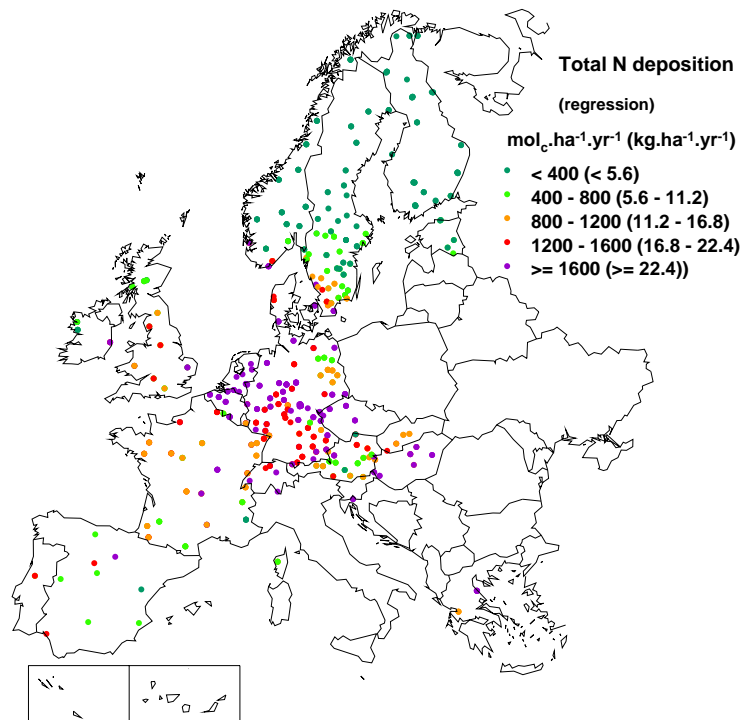 Total N deposition
(regression)
mol_c.ha⁻¹.yr⁻¹ (kg.ha⁻¹.yr⁻¹)
< 400 (< 5.6)
400 - 800 (5.6 - 11.2)
800 - 1200 (11.2 - 16.8)
1200 - 1600 (16.8 - 22.4)
>= 1600 (>= 22.4))